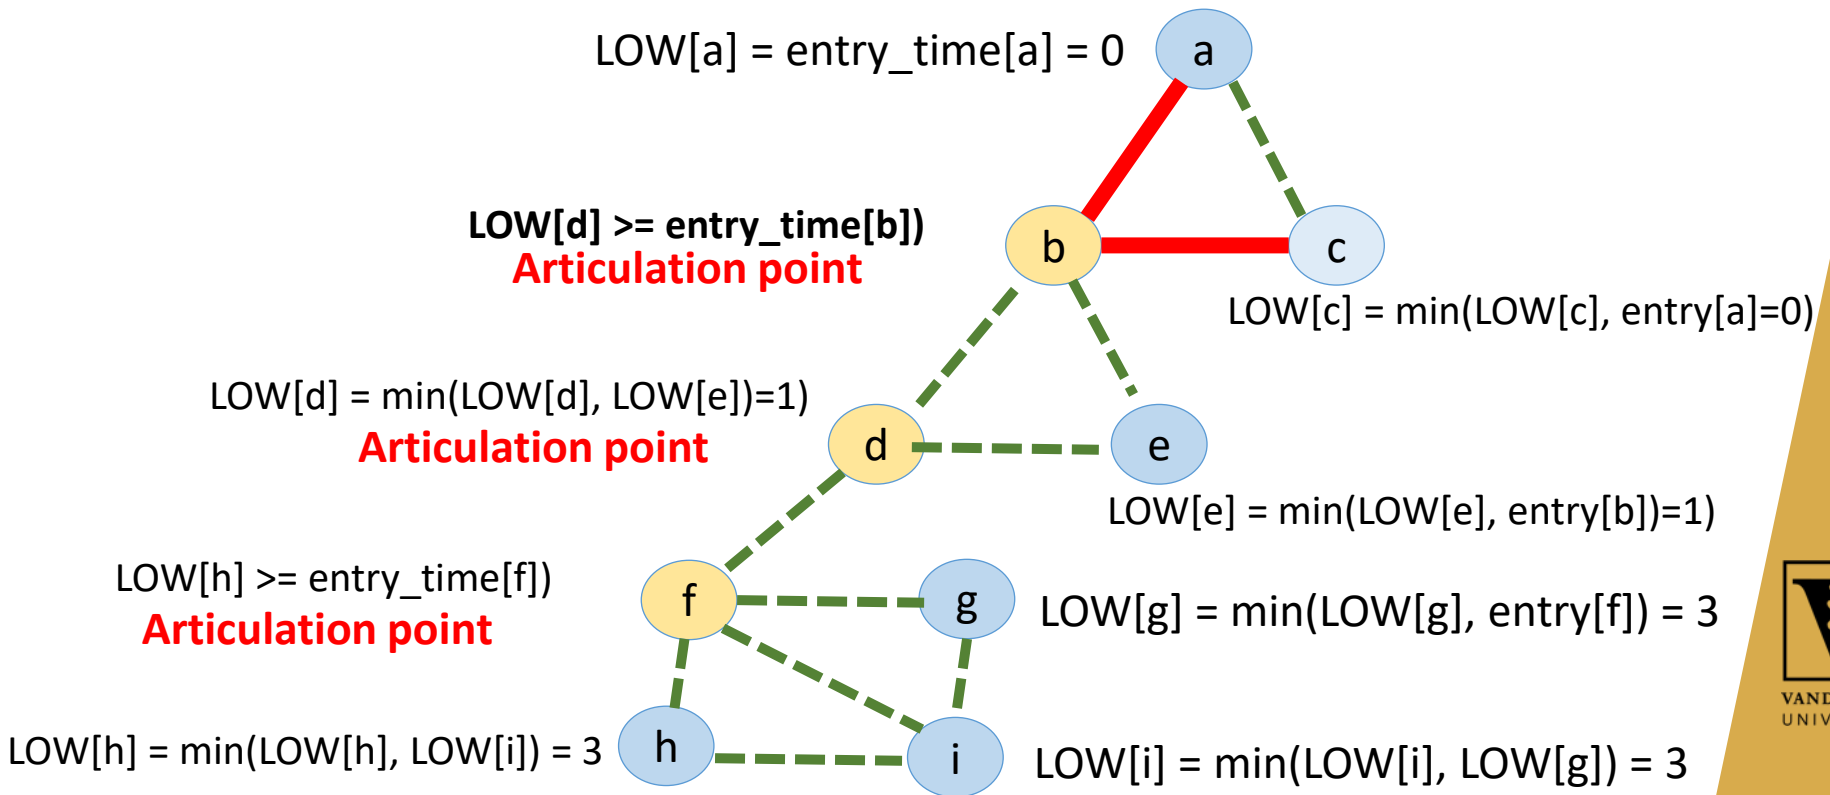 LOW[a] = entry_time[a] = 0
a
LOW[d] >= entry_time[b])
Articulation point
b
c
LOW[c] = min(LOW[c], entry[a]=0)
LOW[d] = min(LOW[d], LOW[e])=1)
Articulation point
d
e
LOW[e] = min(LOW[e], entry[b])=1)
LOW[h] >= entry_time[f])
Articulation point
f
g
LOW[g] = min(LOW[g], entry[f]) = 3
LOW[h] = min(LOW[h], LOW[i]) = 3
h
i
LOW[i] = min(LOW[i], LOW[g]) = 3